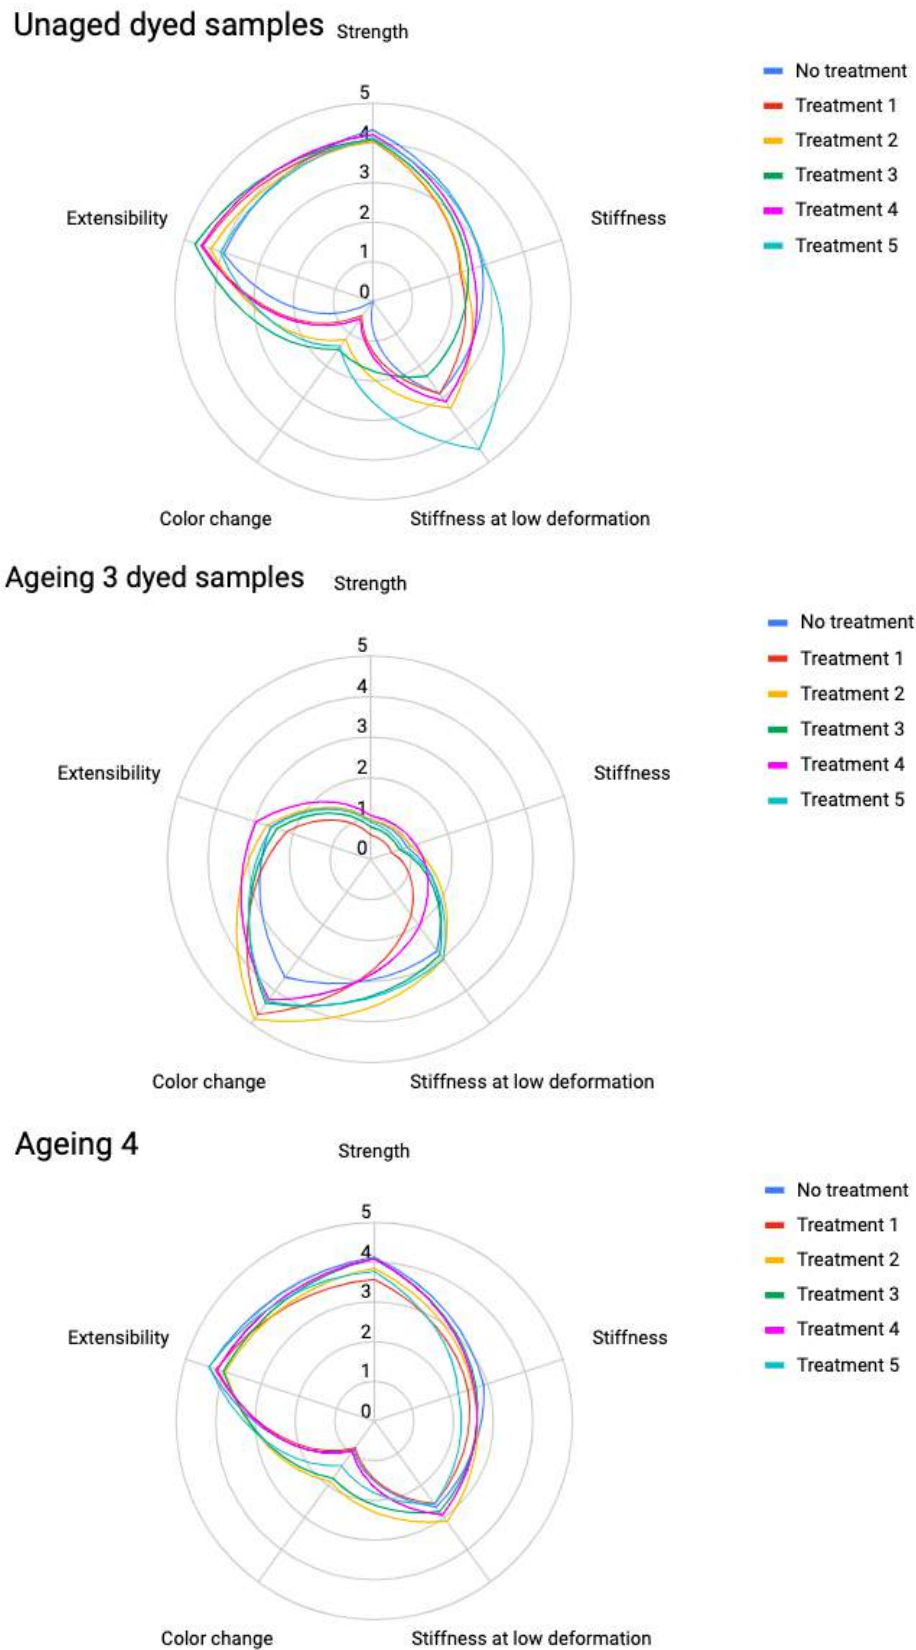 Unaged dyed samples
Strength
No treatment
Treatment 1
Treatment 2
Treatment 3
Treatment 4
Treatment 5
5
4
3
2
1
0
Extensibility
Stiffness
Color change
Stiffness at low deformation
Ageing 3 dyed samples
Strength
No treatment
Treatment 1
Treatment 2
Treatment 3
Treatment 4
Treatment 5
5
4
3
2
1
0
Extensibility
Stiffness
Color change
Stiffness at low deformation
Ageing 4
Strength
No treatment
Treatment 1
Treatment 2
Treatment 3
Treatment 4
Treatment 5
5
4
3
2
1
0
Extensibility
Stiffness
Color change
Stiffness at low deformation